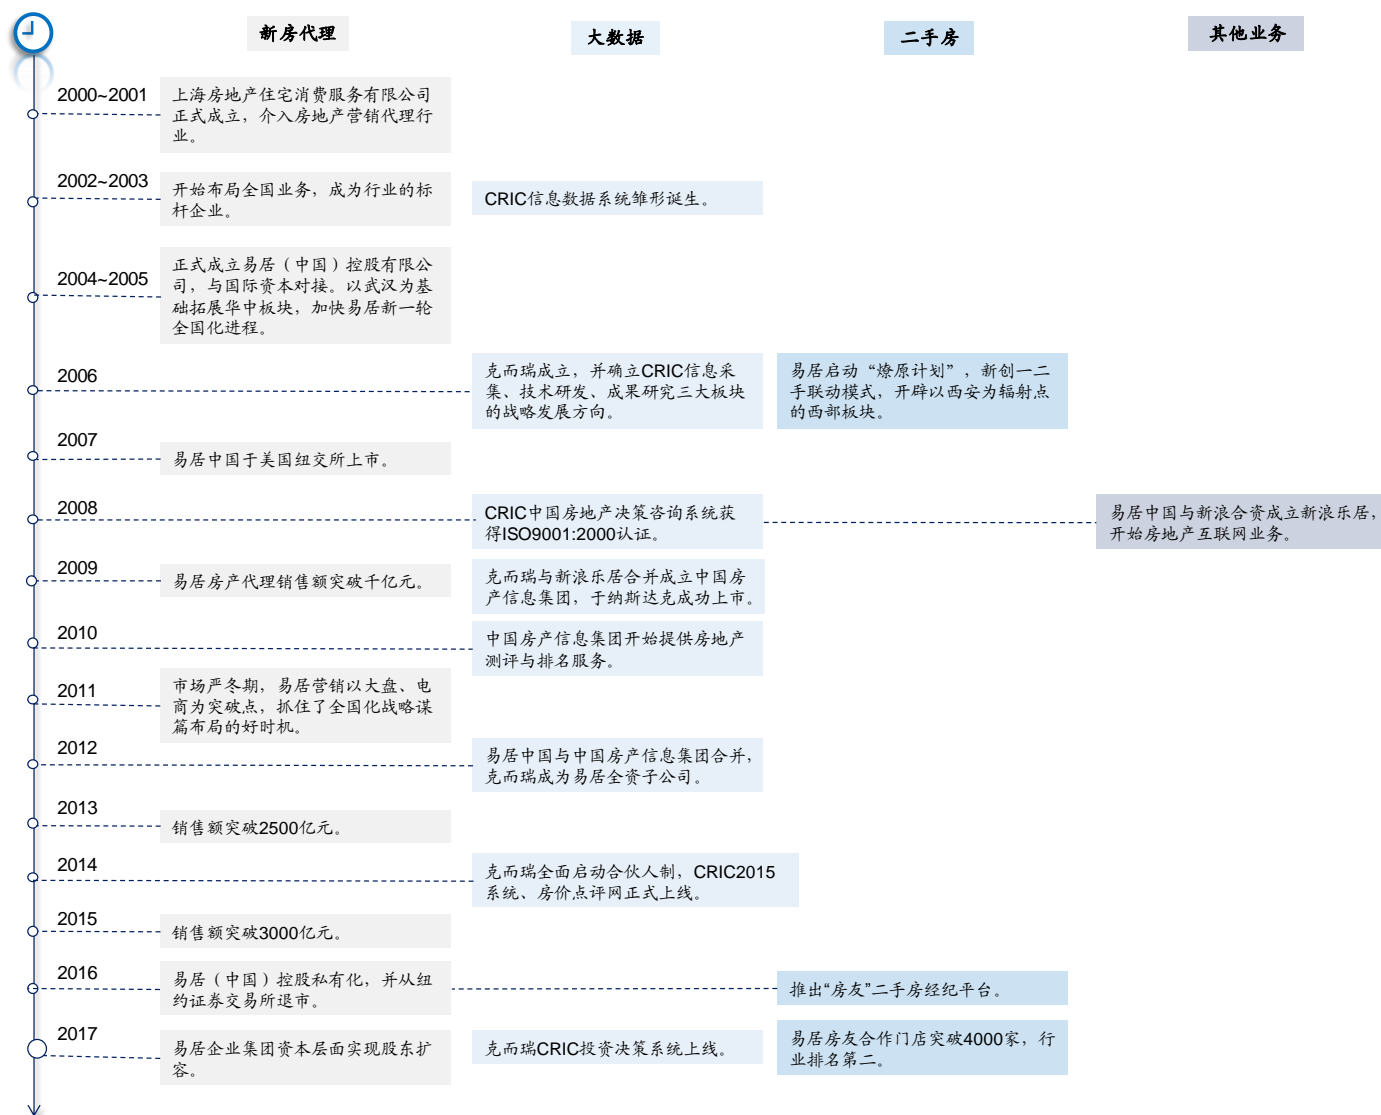 新房代理
大数据
二手房
其他业务
2000~2001
上海房地产住宅消费服务有限公司
正式成立，介入房地产营销代理行
业。
2002~2003
开始布局全国业务，成为行业的标
杆企业。
CRIC信息数据系统雏形诞生。
2004~2005
正式成立易居（中国）控股有限公
司，与国际资本对接。以武汉为基
础拓展华中板块，加快易居新一轮
全国化进程。
2006
克而瑞成立，并确立CRIC信息采
集、技术研发、成果研究三大板块
的战略发展方向。
易居启动“燎原计划”，新创一二
手联动模式，开辟以西安为辐射点
的西部板块。
2007
易居中国于美国纽交所上市。
2008
CRIC中国房地产决策咨询系统获
得ISO9001:2000认证。
易居中国与新浪合资成立新浪乐居，
开始房地产互联网业务。
2009
易居房产代理销售额突破千亿元。
克而瑞与新浪乐居合并成立中国房
产信息集团，于纳斯达克成功上市。
2010
中国房产信息集团开始提供房地产
测评与排名服务。
2011
市场严冬期，易居营销以大盘、电
商为突破点，抓住了全国化战略谋
篇布局的好时机。
2012
易居中国与中国房产信息集团合并，
克而瑞成为易居全资子公司。
2013
销售额突破2500亿元。
2014
克而瑞全面启动合伙人制，CRIC2015
系统、房价点评网正式上线。
2015
销售额突破3000亿元。
2016
易居（中国）控股私有化，并从纽
约证券交易所退市。
推出“房友”二手房经纪平台。
2017
易居企业集团资本层面实现股东扩
容。
克而瑞CRIC投资决策系统上线。
易居房友合作门店突破4000家，行
业排名第二。